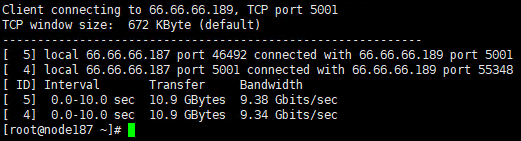 Client connecting to 66.66.66.189, TCP port 5001
TCP window size:  672 KByte (default)
------------------------------------------------------------
[  5] local 66.66.66.187 port 46492 connected with 66.66.66.189 port 5001
[  4] local 66.66.66.187 port 5001 connected with 66.66.66.189 port 55348
[ ID] Interval       Transfer     Bandwidth
[  5]  0.0-10.0 sec  10.9 GBytes  9.38 Gbits/sec
[  4]  0.0-10.0 sec  10.9 GBytes  9.34 Gbits/sec
[root@node187 ~]#